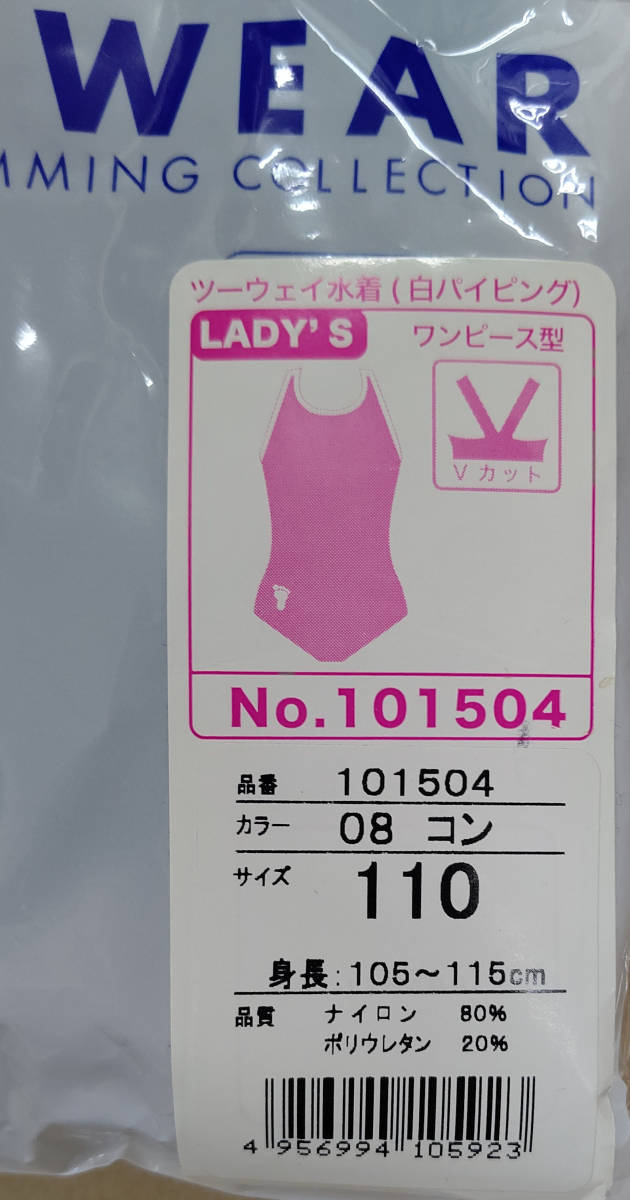 WEAR
MMING COLLECTION
ツーウェイ水着(白パイピング)
LADY'S ワンピース型
Vカット
No.101504
品番 101504
カラー 08 コン
サイズ 110
身長:105~115cm
品質 ナイロン 80%
ポリウレタン 20%
4 956994 105923